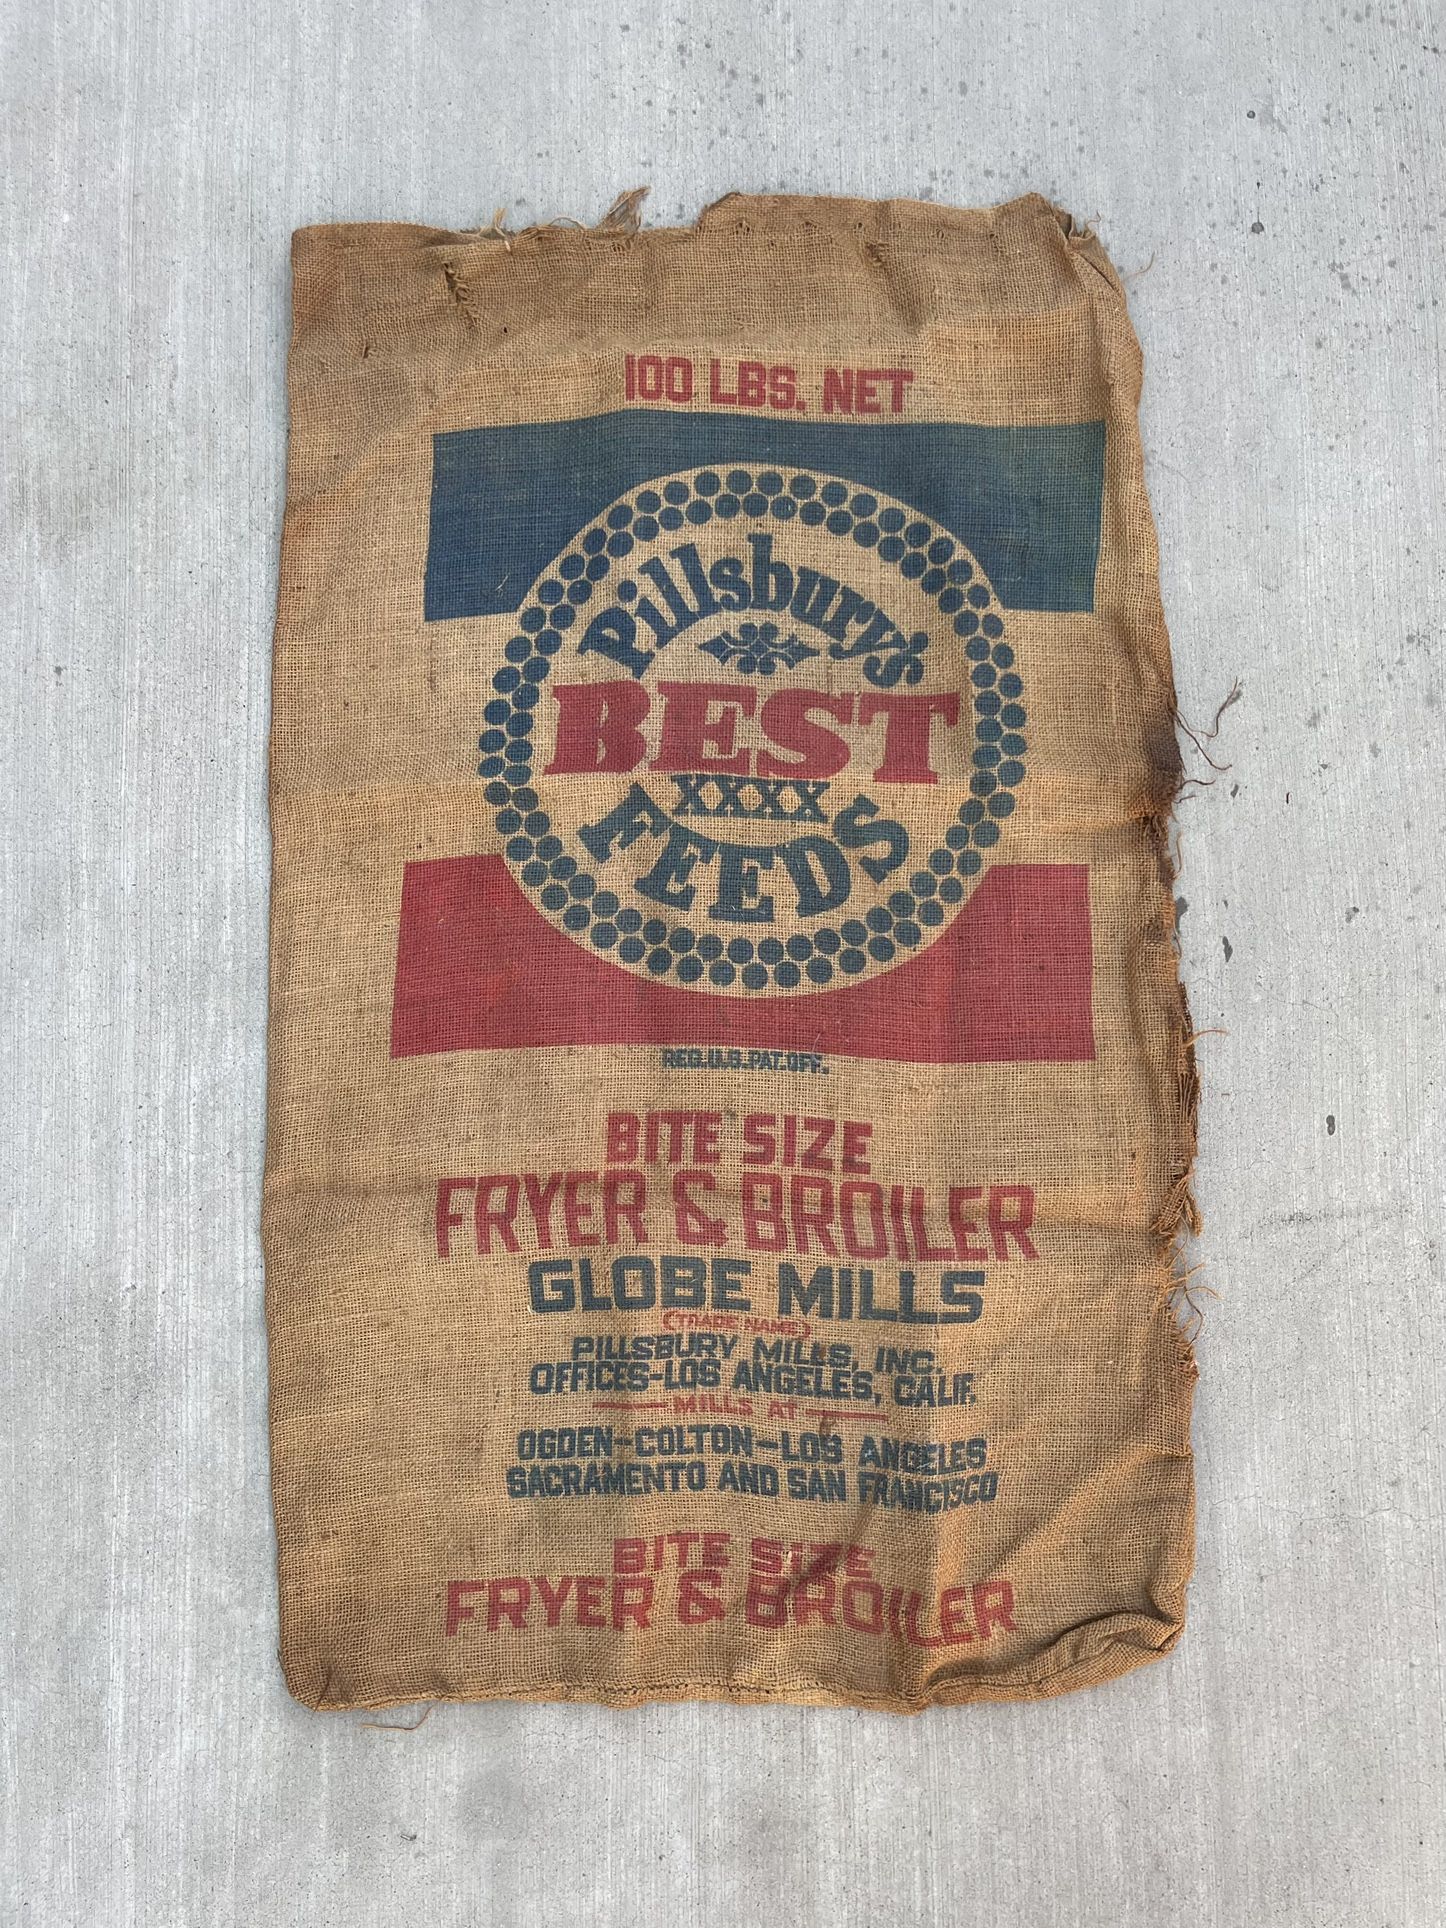 100 LBS. NET
Pillsbury's
BEST
XXXX
FEEDS
REG.U.S.PAT.OFF.
BITE SIZE
FRYER & BROILER
GLOBE MILLS
(TRADE NAME)
PILLSBURY MILLS, INC.
OFFICES-LOS ANGELES, CALIF.
MILLS AT
OGDEN-COLTON-LOS ANGELES
SACRAMENTO AND SAN FRANCISCO
BITE SIZE
FRYER & BROILER